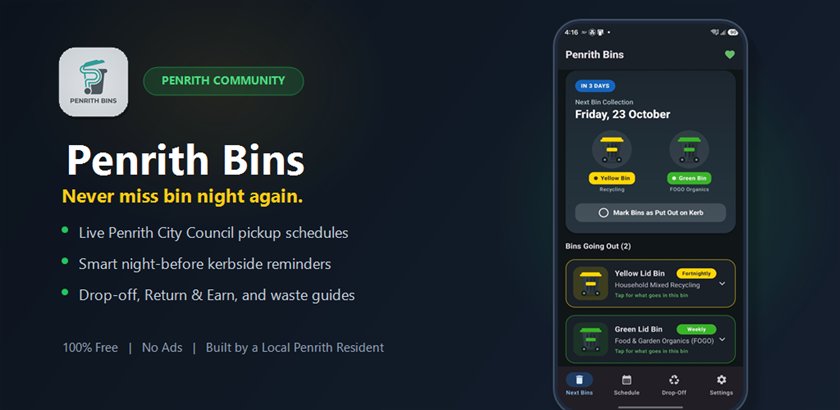 PENRITH BINS
PENRITH COMMUNITY
Penrith Bins
Never miss bin night again.
Live Penrith City Council pickup schedules
Smart night-before kerbside reminders
Drop-off, Return & Earn, and waste guides
100% Free | No Ads | Built by a Local Penrith Resident
4:16
Penrith Bins
IN 3 DAYS
Next Bin Collection
Friday, 23 October
Yellow Bin
Green Bin
Recycling
FOGO Organics
Mark Bins as Put Out on Kerb
Bins Going Out (2)
Yellow Lid Bin
Fortnightly
Household Mixed Recycling
Tap for what goes in this bin
Green Lid Bin
Weekly
Food & Garden Organics (FOGO)
Tap for what goes in this bin
Next Bins
Schedule
Drop-Off
Settings